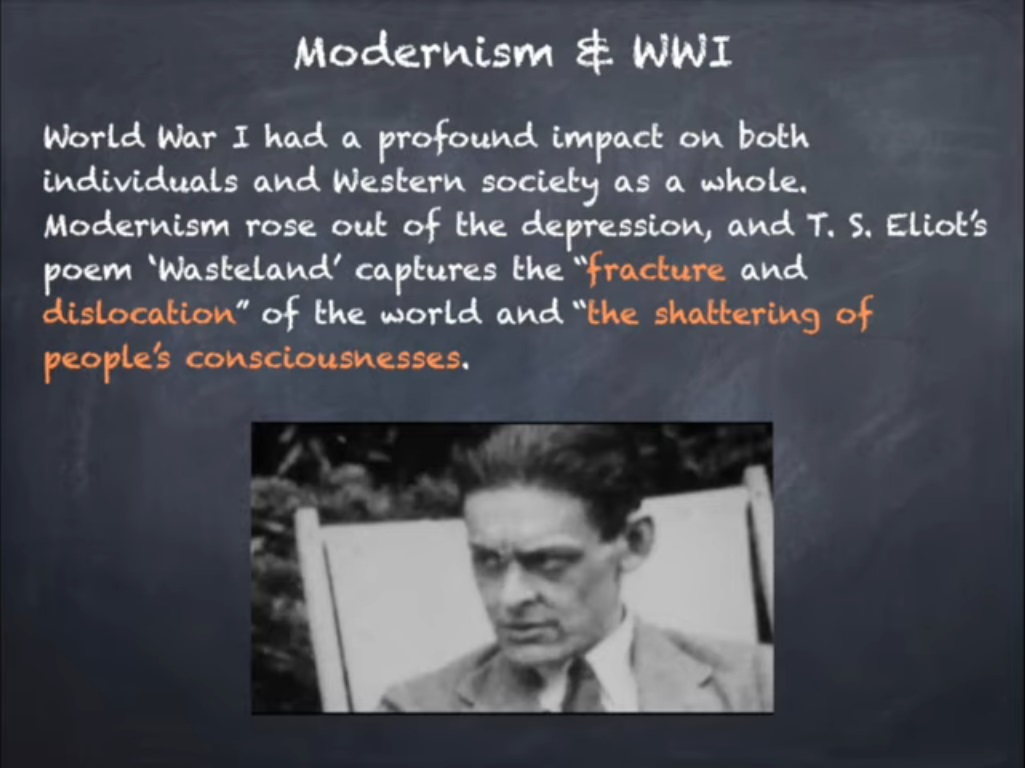 Modernism & WWI
World War I had a profound impact on both
individuals and Western society as a whole.
Modernism rose out of the depression, and T. S. Eliot’s
poem ‘Wasteland’ captures the “fracture and
dislocation” of the world and “the shattering of
people’s consciousnesses.